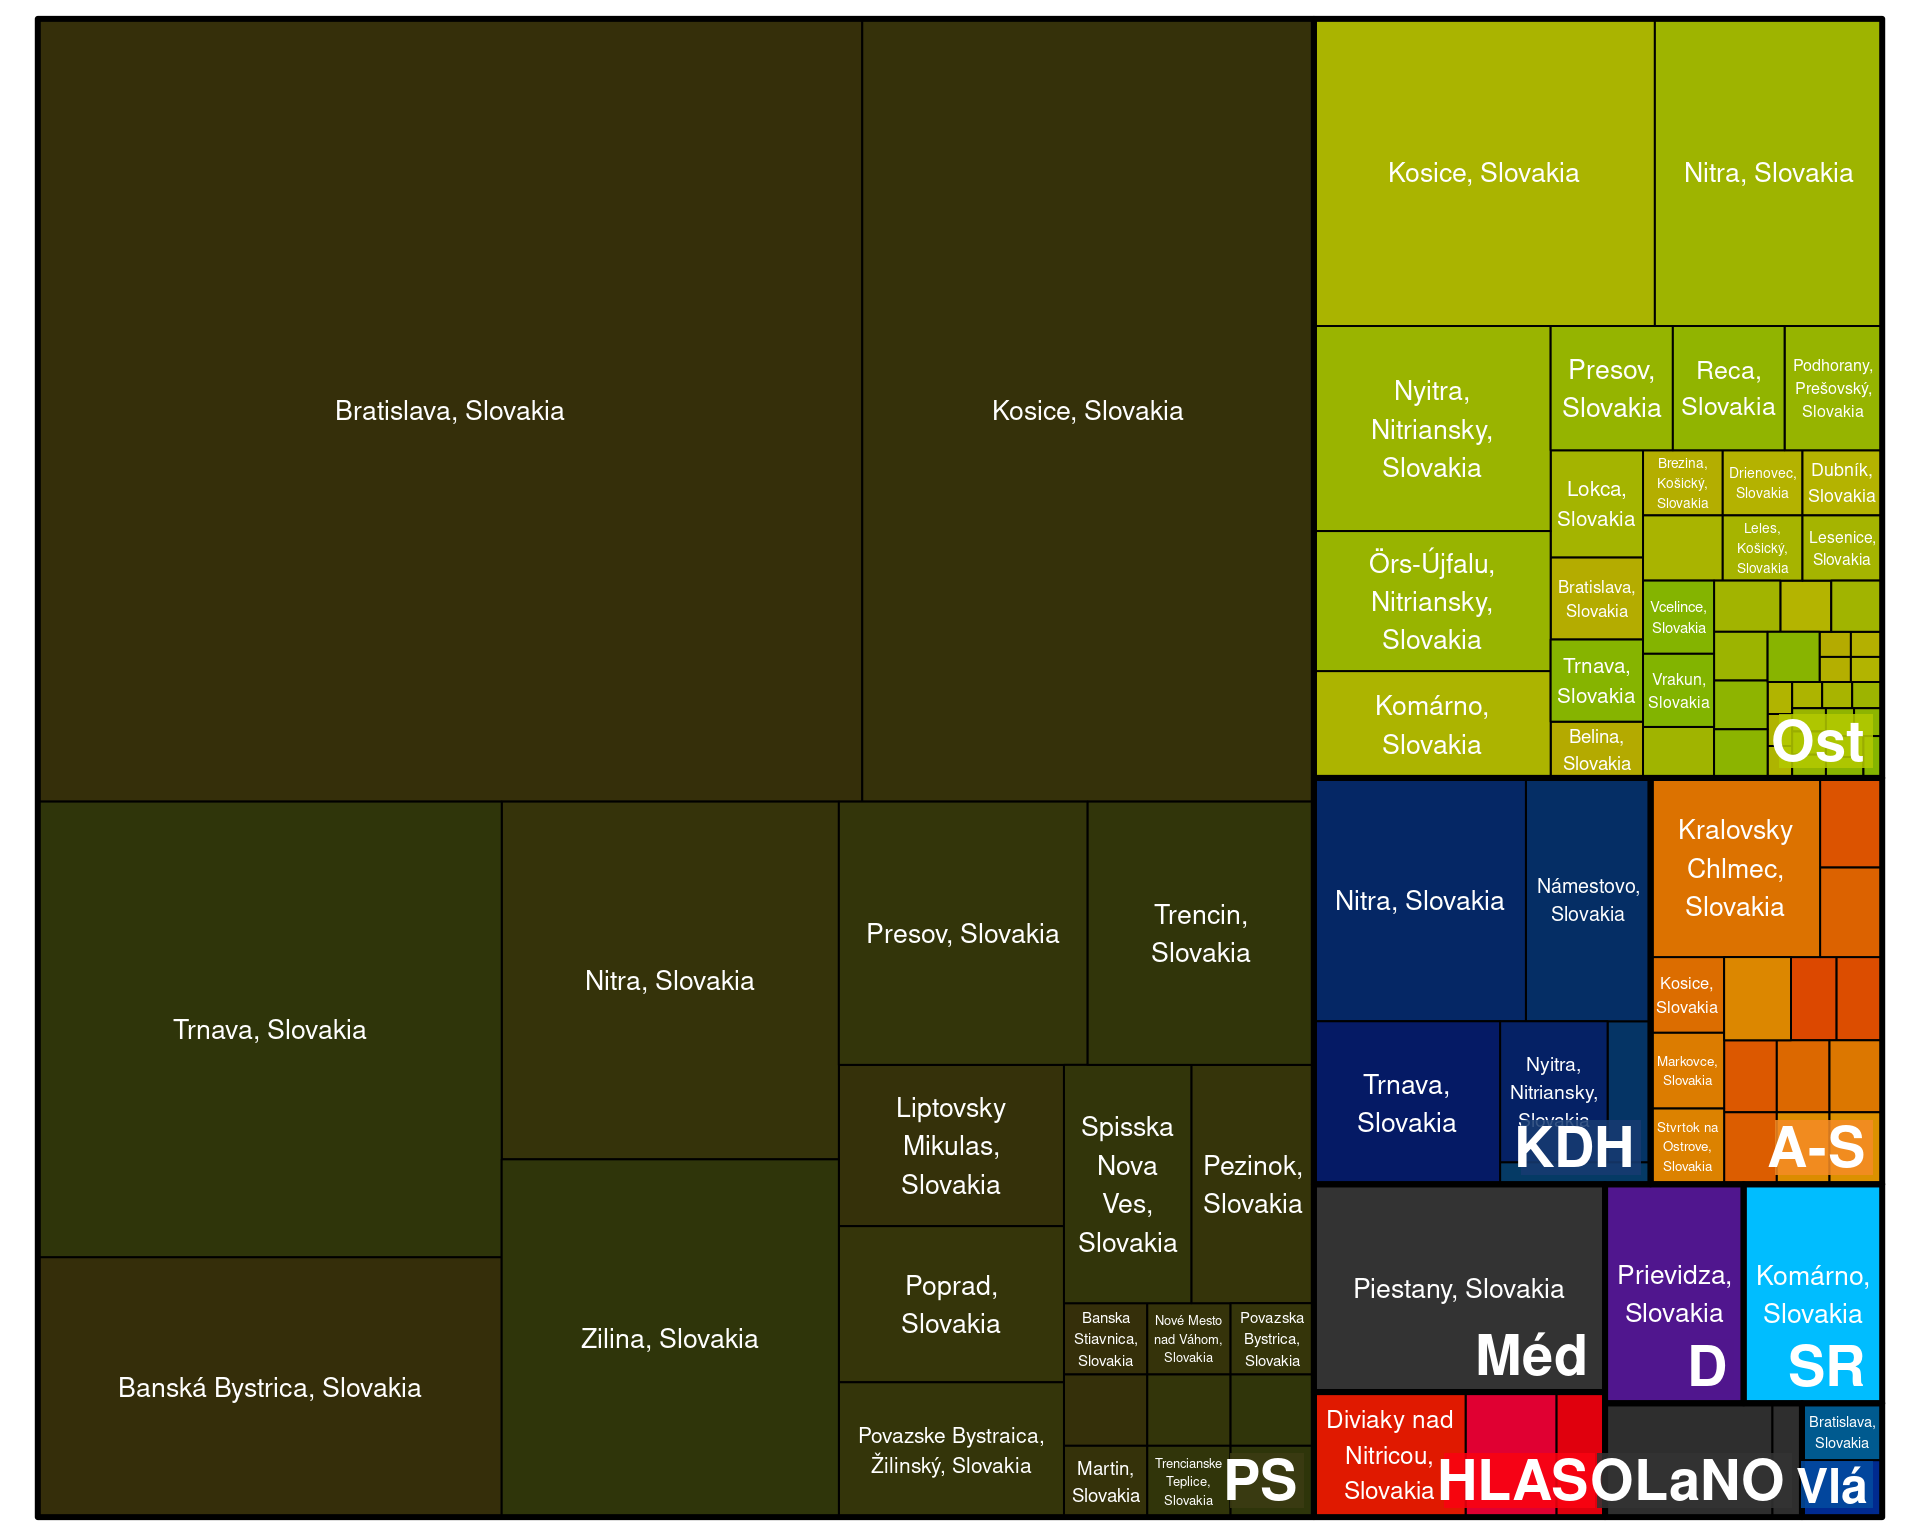 Bratislava, Slovakia
Kosice, Slovakia
Trnava, Slovakia
Banská Bystrica, Slovakia
Nitra, Slovakia
Zilina, Slovakia
Presov, Slovakia
Trencin,
Slovakia
Liptovsky
Mikulas,
Slovakia
Poprad,
Slovakia
Povazske Bystraica,
Žilinský, Slovakia
Spisska
Nova
Ves,
Slovakia
Pezinok,
Slovakia
Banska
Stiavnica,
Slovakia
Nové Mesto
nad Váhom,
Slovakia
Povazska
Bystrica,
Slovakia
Martin,
Slovakia
Trencianske
Teplice,
Slovakia
PS
Kosice, Slovakia
Nitra, Slovakia
Nyitra,
Nitriansky,
Slovakia
Örs-Újfalu,
Nitriansky,
Slovakia
Komárno,
Slovakia
Presov,
Slovakia
Reca,
Slovakia
Podhorany,
Prešovský,
Slovakia
Lokca,
Slovakia
Bratislava,
Slovakia
Trnava,
Slovakia
Belina,
Slovakia
Brezina,
Košický,
Slovakia
Drienovec,
Slovakia
Dubník,
Slovakia
Leles,
Košický,
Slovakia
Lesenice,
Slovakia
Vcelince,
Slovakia
Vrakun,
Slovakia
Ost
Nitra, Slovakia
Námestovo,
Slovakia
Trnava,
Slovakia
Nyitra,
Nitriansky,
Slovakia
KDH
Kralovsky
Chlmec,
Slovakia
Kosice,
Slovakia
Markovce,
Slovakia
Stvrtok na
Ostrove,
Slovakia
A-S
Piestany, Slovakia
Méd
Prievidza,
Slovakia
D
Komárno,
Slovakia
SR
Diviaky nad
Nitricou,
Slovakia
HLAS
OLaNO
Bratislava,
Slovakia
Vlá